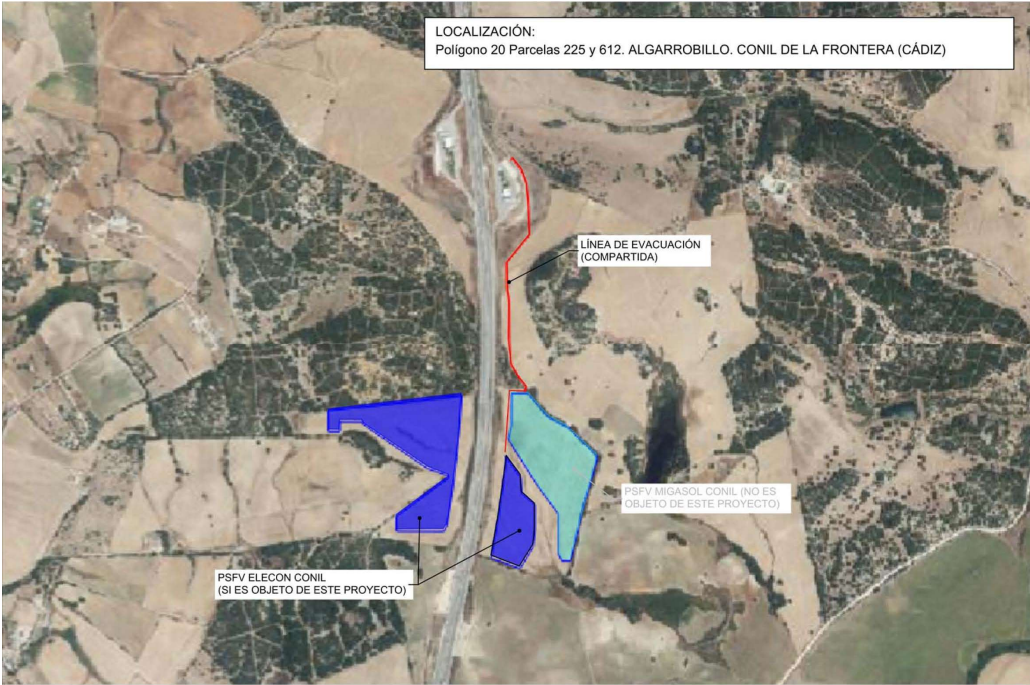 LOCALIZACIÓN:
Polígono 20 Parcelas 225 y 612. ALGARROBILLO. CONIL DE LA FRONTERA (CÁDIZ)
LÍNEA DE EVACUACIÓN
(COMPARTIDA)
PSFV MIGASOL CONIL (NO ES
OBJETO DE ESTE PROYECTO)
PSFV ELECON CONIL
(SI ES OBJETO DE ESTE PROYECTO)